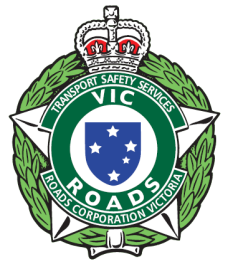 TRANSPORT SAFETY SERVICES
VIC
ROADS
ROADS CORPORATION VICTORIA